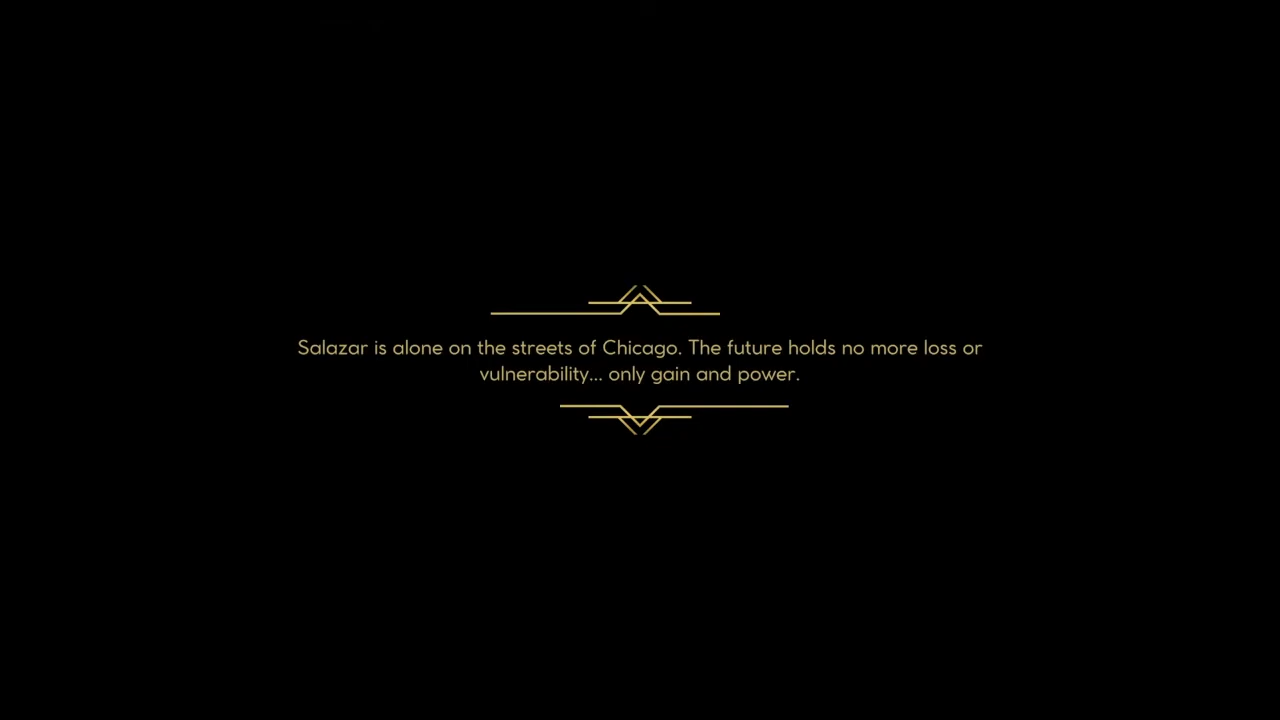 Salazar is alone on the streets of Chicago. The future holds no more loss or
vulnerability... only gain and power.